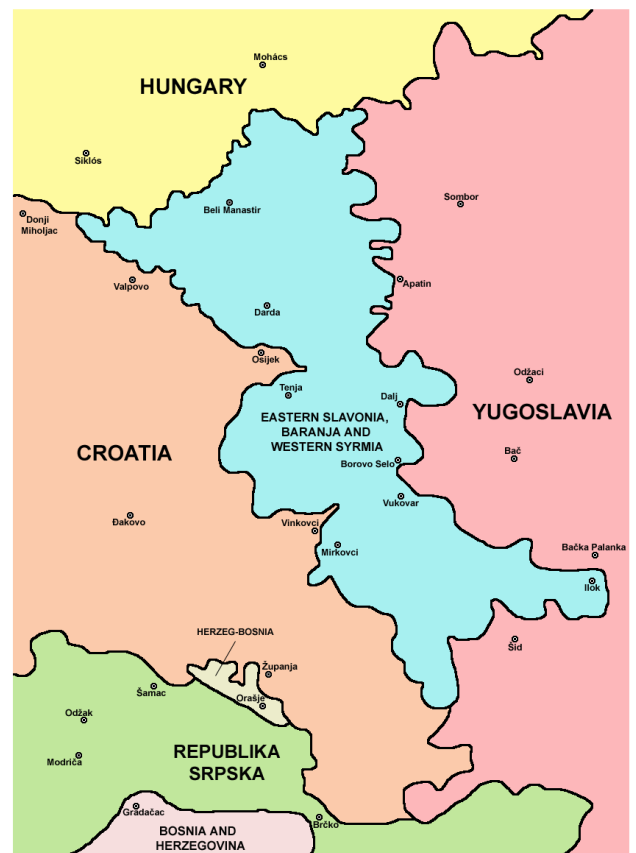 Mohács
HUNGARY
Siklós
Donji
Miholjac
Beli Manastir
Sombor
Valpovo
Apatin
Darda
Osijek
Odžaci
Tenja
Dalj
EASTERN SLAVONIA,
BARANJA AND
WESTERN SYRMIA
YUGOSLAVIA
CROATIA
Bač
Borovo Selo
Vukovar
Đakovo
Vinkovci
Mirkovci
Bačka Palanka
Ilok
HERZEG-BOSNIA
Šid
Županja
Šamac
Orašje
Odžak
REPUBLIKA
SRPSKA
Modriča
Gradačac
Brčko
BOSNIA AND
HERZEGOVINA